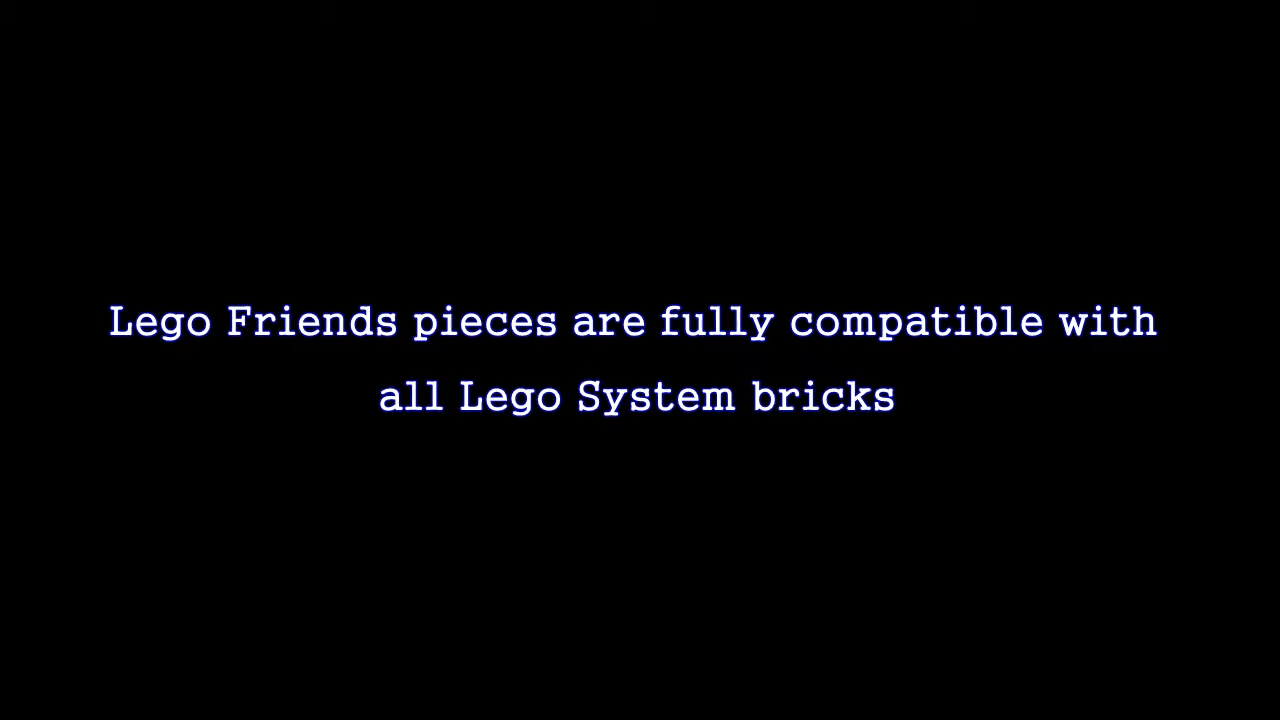 Lego Friends pieces are fully compatible with
all Lego System bricks